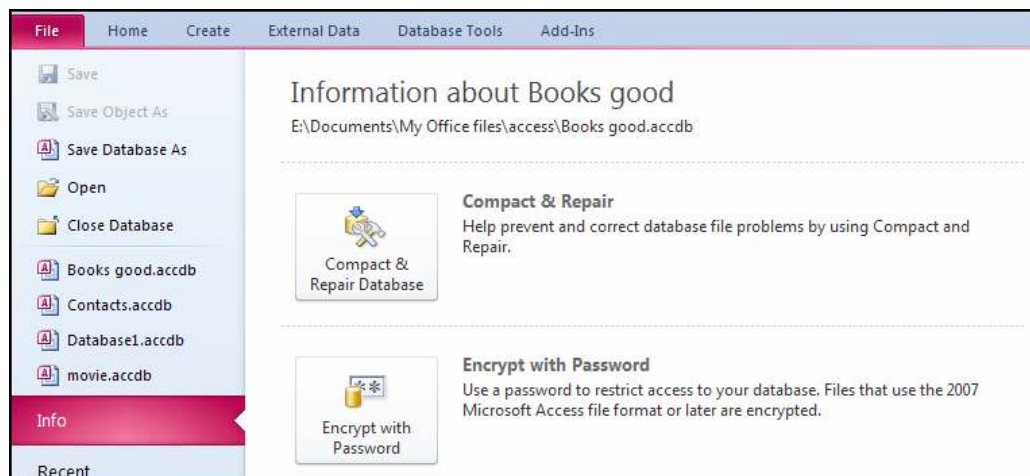 File Home Create External Data Database Tools Add-Ins
Save
Save Object As
Save Database As
Open
Close Database
Books good.accdb
Contacts.accdb
Database1.accdb
movie.accdb
Info
Recent
Information about Books good
E:\Documents\My Office files\access\Books good.accdb
Compact &
Repair Database
Compact & Repair
Help prevent and correct database file problems by using Compact and
Repair.
Encrypt with
Password
Encrypt with Password
Use a password to restrict access to your database. Files that use the 2007
Microsoft Access file format or later are encrypted.